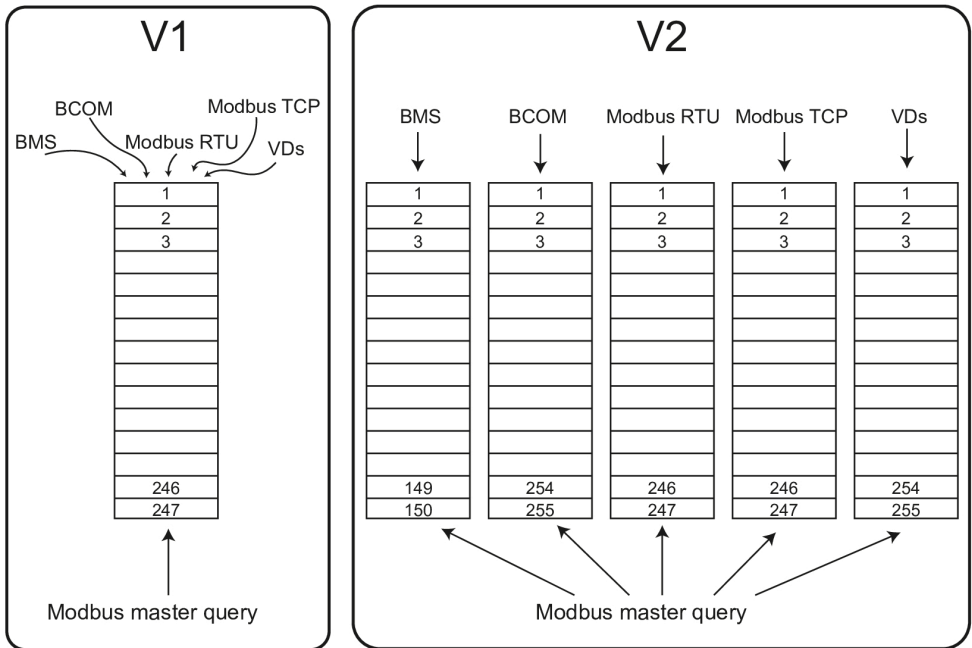 V1
BCOM
Modbus TCP
BMS
Modbus RTU
VDs
1
2
3
246
247
Modbus master query
V2
BMS BCOM Modbus RTU Modbus TCP VDs
1 1 1 1 1
2 2 2 2 2
3 3 3 3 3
149 254 246 246 254
150 255 247 247 255
Modbus master query